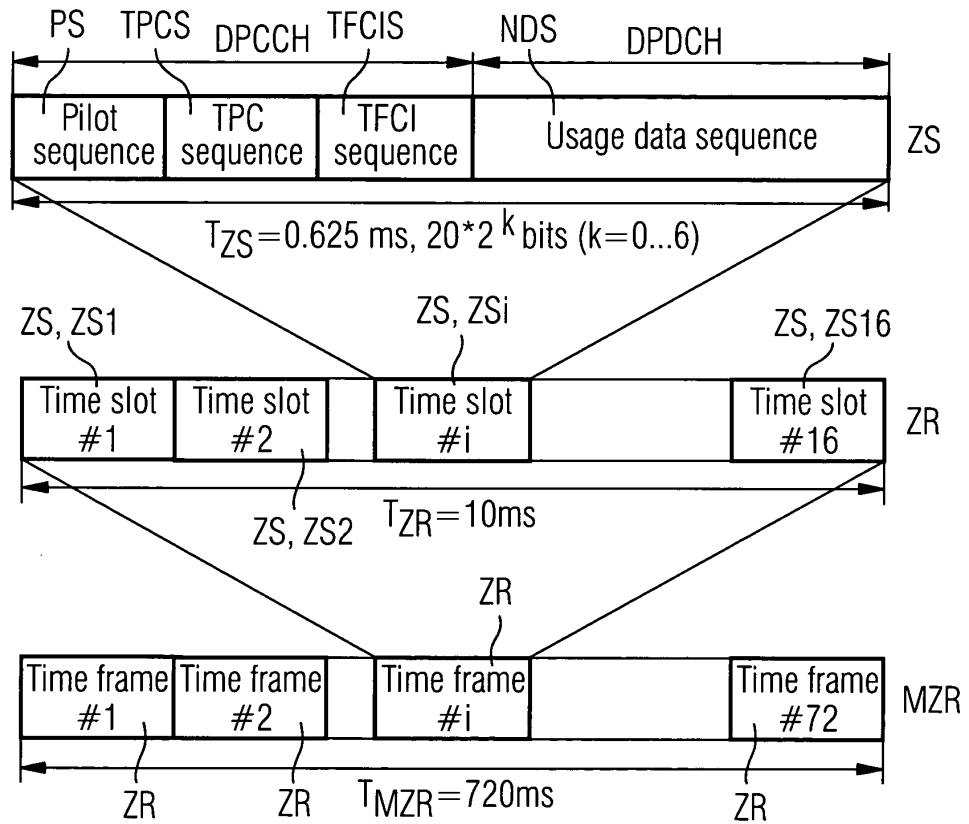 PS TPCS DPCCH TFCIS NDS DPDCH
Pilot sequence
TPC sequence
TFCI sequence
Usage data sequence
ZS
T_ZS=0.625 ms, 20*2^k bits (k=0...6)
ZS, ZS1
ZS, ZSi
ZS, ZS16
Time slot #1
Time slot #2
Time slot #i
Time slot #16
ZR
ZS, ZS2
T_ZR=10ms
ZR
Time frame #1
Time frame #2
Time frame #i
Time frame #72
MZR
ZR
ZR
T_MZR=720ms
ZR